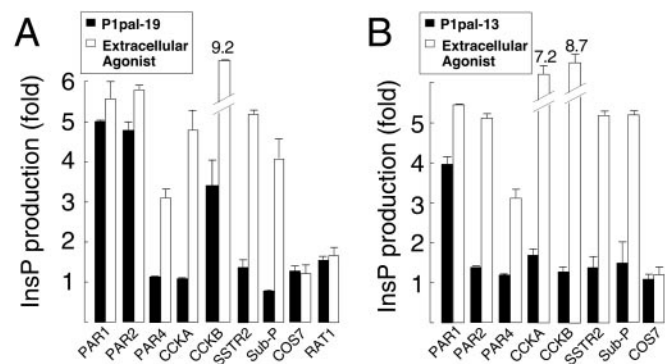 A
P1pal-19
Extracellular
Agonist
9.2
InsP production (fold)
6
5
4
3
2
1
PAR1
PAR2
PAR4
CCKA
CCKB
SSTR2
Sub-P
COS7
RAT1
B
P1pal-13
Extracellular
Agonist
7.2
8.7
InsP production (fold)
6
5
4
3
2
1
PAR1
PAR2
PAR4
CCKA
CCKB
SSTR2
Sub-P
COS7